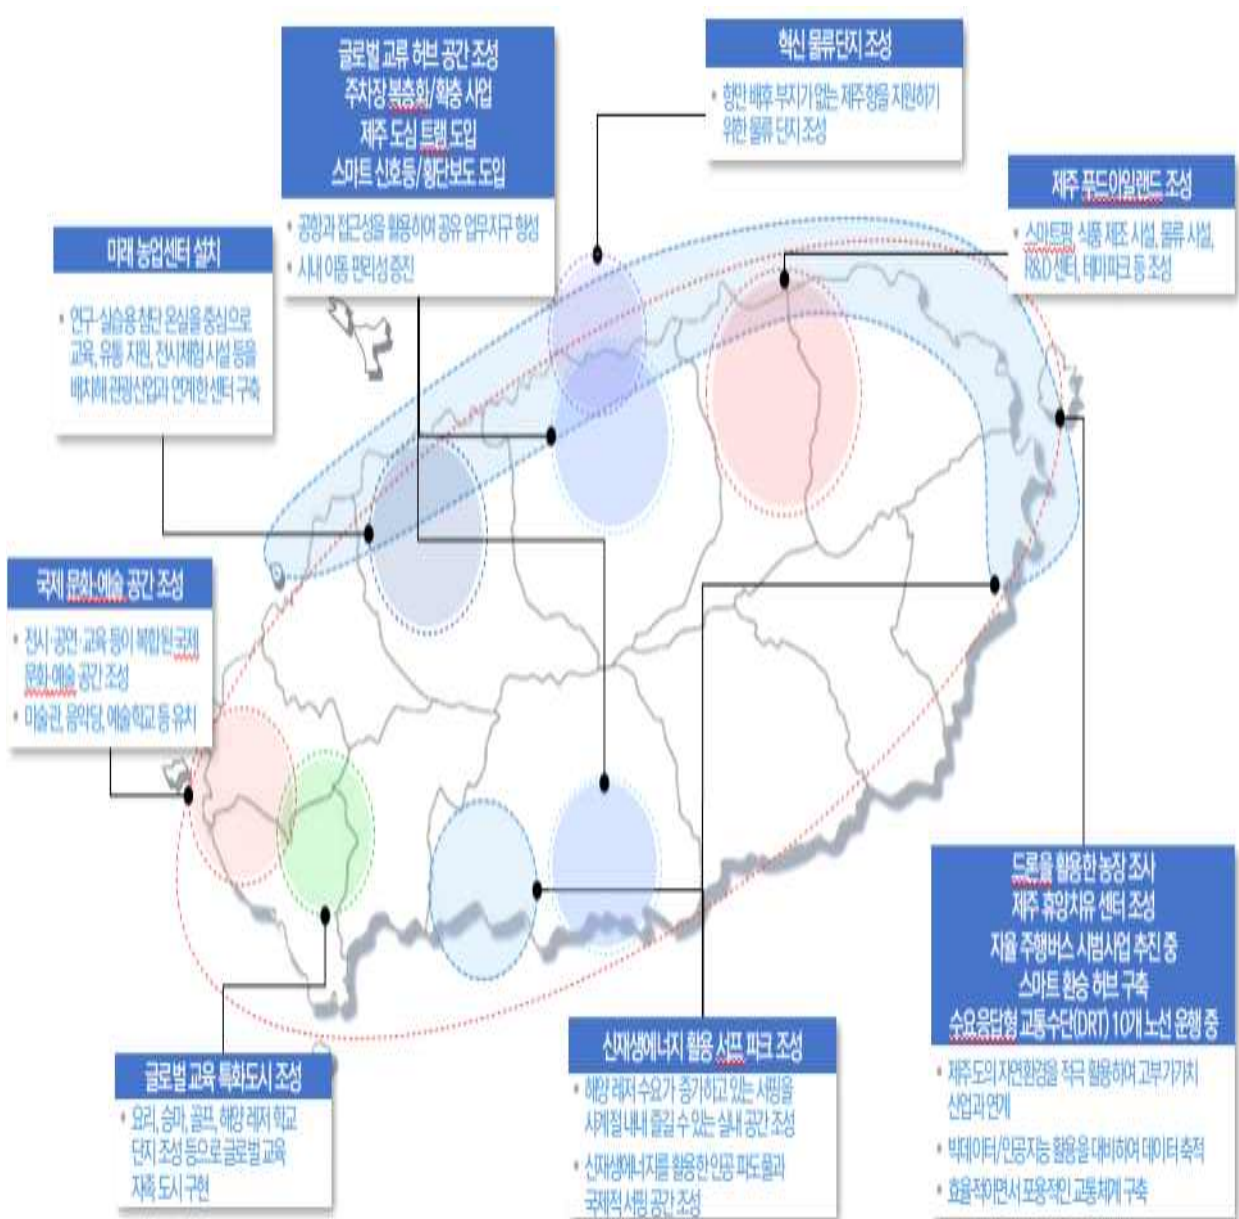 글로벌 교류 허브 공간 조성
주차장 복층화/확충 사업
제주 도심 트램 도입
스마트 신호등/횡단보도 도입
• 공항과 접근성을 활용하여 공유 업무지구 형성
• 시내 이동 편리성 증진
혁신 물류단지 조성
• 항만 배후 부지가 없는 제주항을 지원하기
위한 물류 단지 조성
제주 푸드아일랜드 조성
• 스마트팜, 식품 제조 시설, 물류 시설,
R&D 센터, 테마파크 등 조성
미래 농업센터 설치
• 연구·실습용 첨단 온실을 중심으로
교육, 유통 지원, 전시체험 시설 등을
배치해 관광산업과 연계한 센터 구축
국제 문화·예술 공간 조성
• 전시·공연·교육 등이 복합된 국제
문화·예술 공간 조성
• 미술관, 음악당, 예술학교 등 유치
글로벌 교육 특화도시 조성
• 요리, 승마, 골프, 해양 레저 학교
단지 조성 등으로 글로벌 교육
자족 도시 구현
신재생에너지 활용 서프 파크 조성
• 해양 레저 수요가 증가하고 있는 서핑을
사계절 내내 즐길 수 있는 실내 공간 조성
• 신재생에너지를 활용한 인공 파도풀과
국제적 서핑 공간 조성
드론을 활용한 농장 조사
제주 휴양치유 센터 조성
자율 주행버스 시범사업 추진 중
스마트 환승 허브 구축
수요응답형 교통수단(DRT) 10개 노선 운행 중
• 제주도의 자연환경을 적극 활용하여 고부가가치
산업과 연계
• 빅데이터/인공지능 활용을 대비하여 데이터 축적
• 효율적이면서 포용적인 교통체계 구축